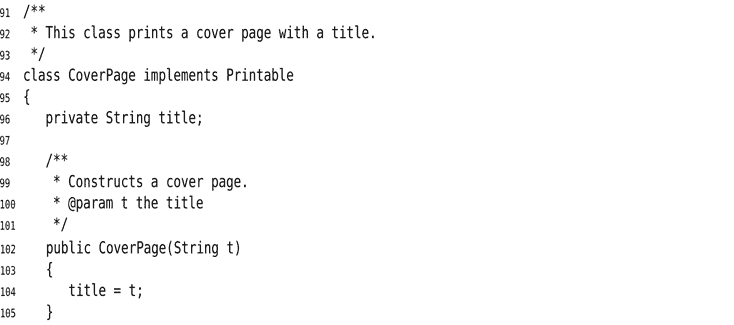 91 /**
92  * This class prints a cover page with a title.
93  */
94 class CoverPage implements Printable
95 {
96    private String title;
97
98    /**
99     * Constructs a cover page.
100     * @param t the title
101     */
102    public CoverPage(String t)
103    {
104       title = t;
105    }